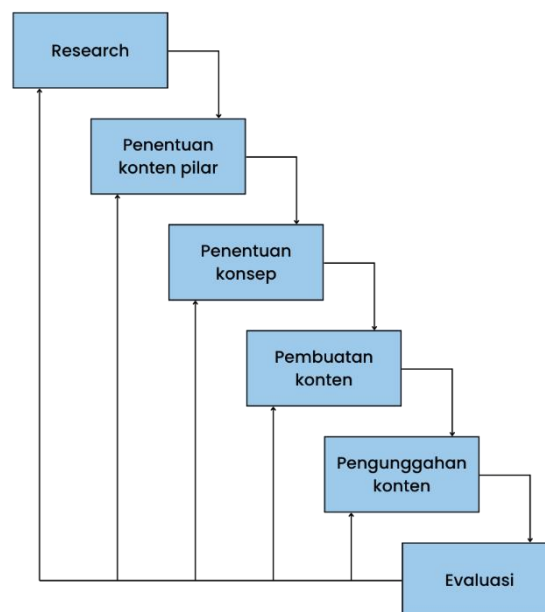 Research
Penentuan
konten pilar
Penentuan
konsep
Pembuatan
konten
Pengunggahan
konten
Evaluasi